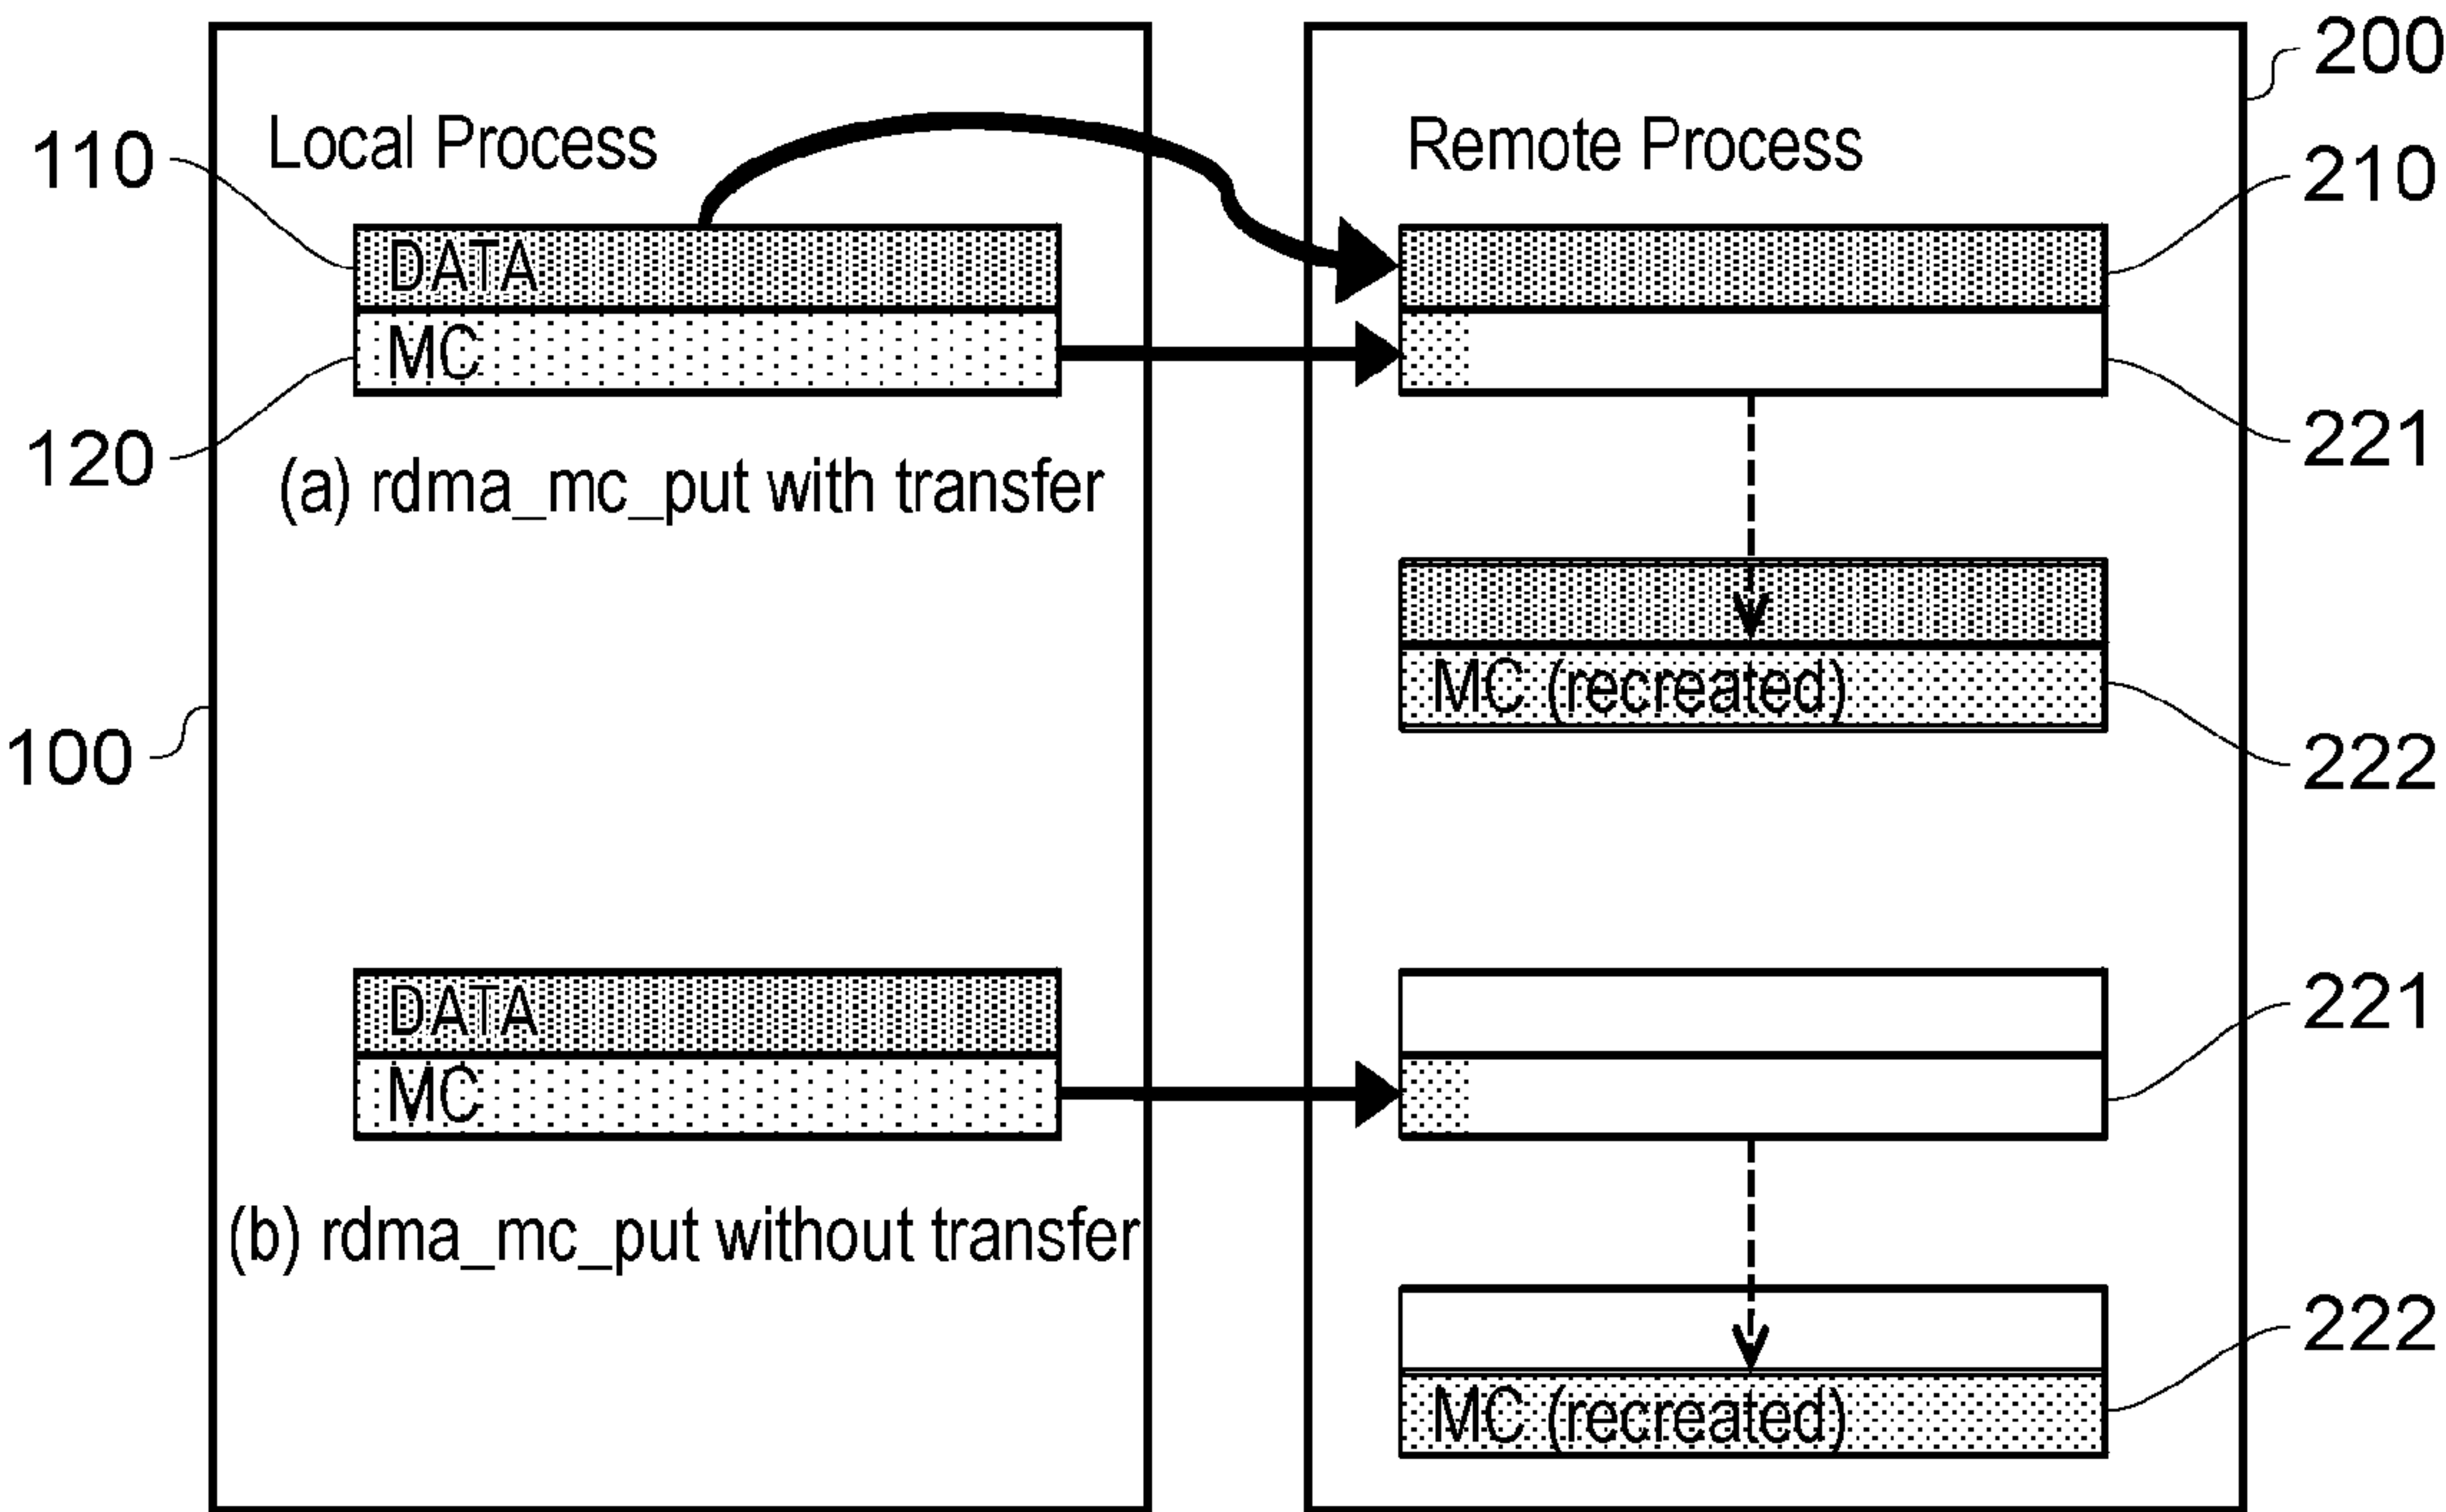 200
Local Process
Remote Process
110
210
DATA
MC
120
221
(a) rdma_mc_put with transfer
MC (recreated)
100
222
DATA
221
MC
(b) rdma_mc_put without transfer
222
MC (recreated)